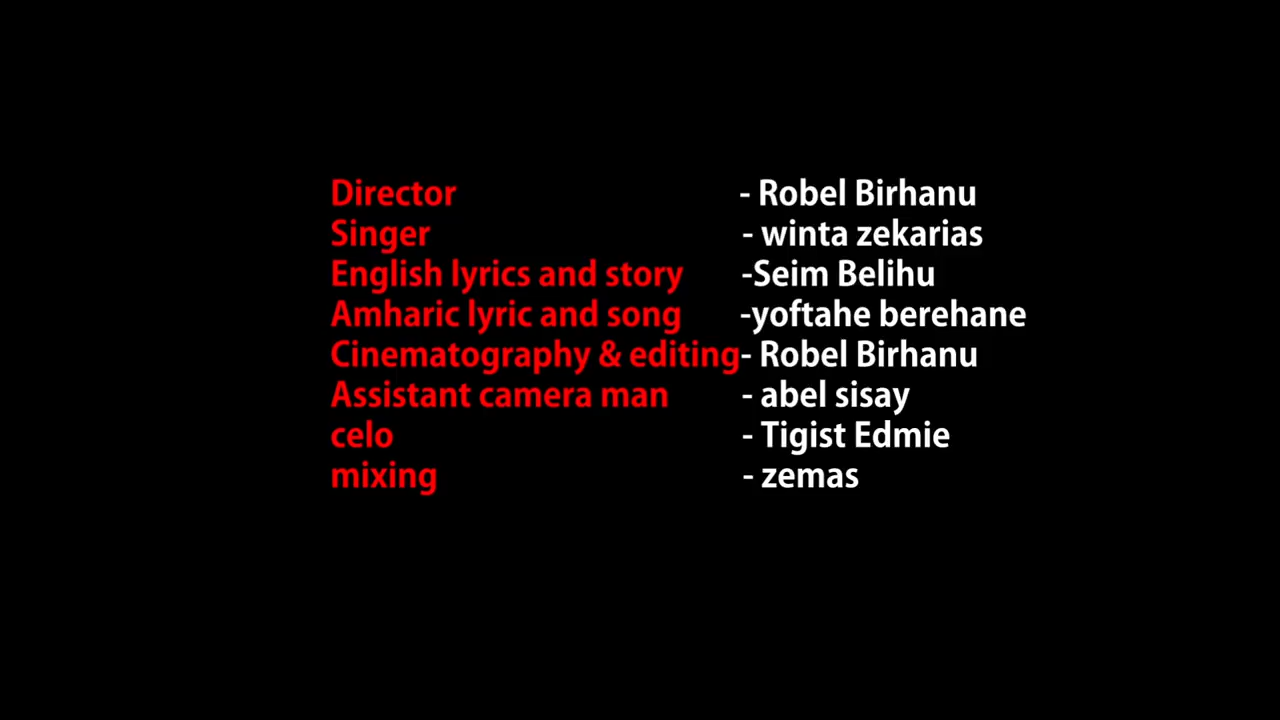 Director - Robel Birhanu
Singer - winta zekarias
English lyrics and story -Seim Belihu
Amharic lyric and song -yoftahe berehane
Cinematography & editing- Robel Birhanu
Assistant camera man - abel sisay
celo - Tigist Edmie
mixing - zemas